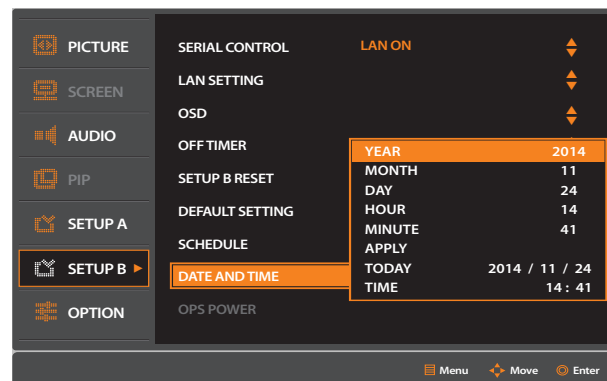 PICTURE
SCREEN
AUDIO
PIP
SETUP A
SETUP B
OPTION
SERIAL CONTROL LAN ON
LAN SETTING
OSD
OFF TIMER
SETUP B RESET
DEFAULT SETTING
SCHEDULE
DATE AND TIME
OPS POWER
YEAR 2014
MONTH 11
DAY 24
HOUR 14
MINUTE 41
APPLY
TODAY 2014 / 11 / 24
TIME 14 : 41
Menu Move Enter